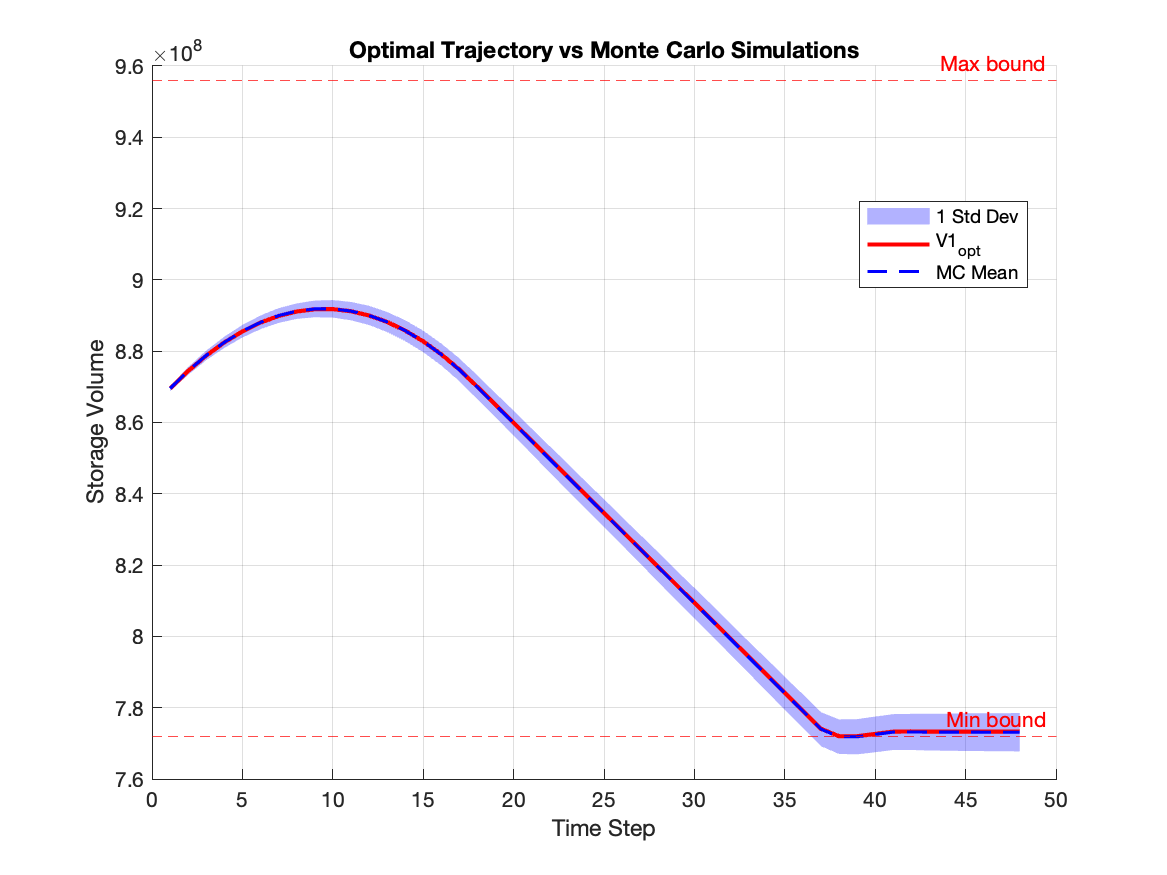 Optimal Trajectory vs Monte Carlo Simulations
×10⁸
9.6
9.4
9.2
9
8.8
8.6
8.4
8.2
8
7.8
7.6
Storage Volume
Max bound
1 Std Dev
V1opt
MC Mean
Min bound
0 5 10 15 20 25 30 35 40 45 50
Time Step